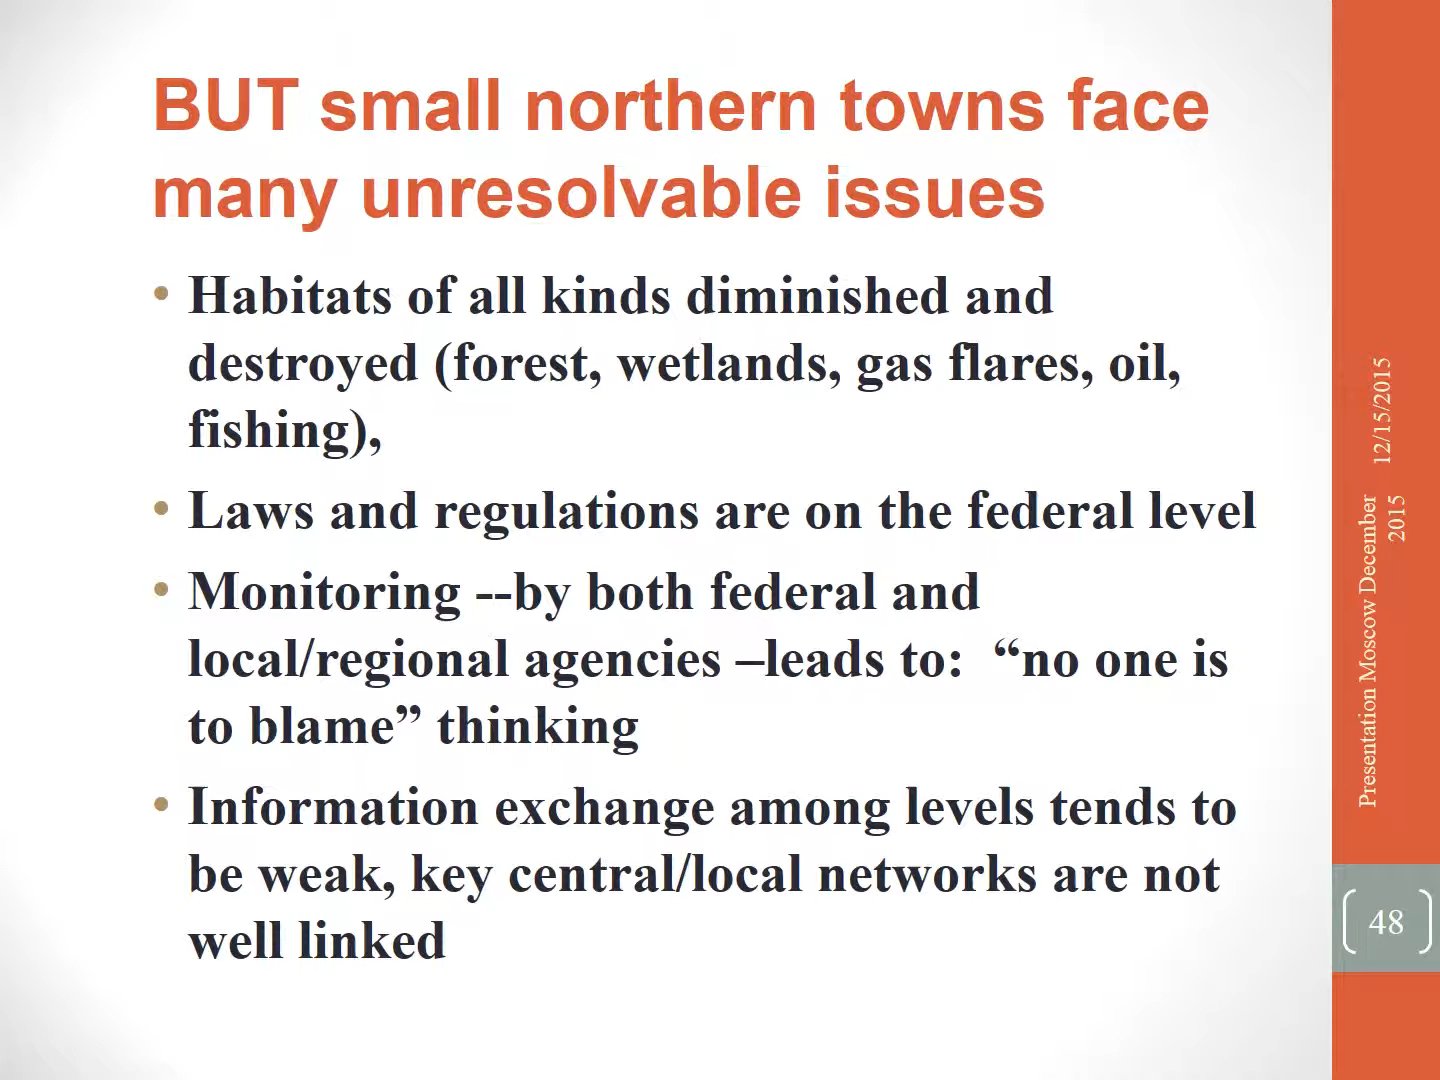 BUT small northern towns face
many unresolvable issues
• Habitats of all kinds diminished and
destroyed (forest, wetlands, gas flares, oil,
fishing),
• Laws and regulations are on the federal level
• Monitoring --by both federal and
local/regional agencies –leads to:  “no one is
to blame” thinking
• Information exchange among levels tends to
be weak, key central/local networks are not
well linked
12/15/2015
Presentation Moscow December
2015
48